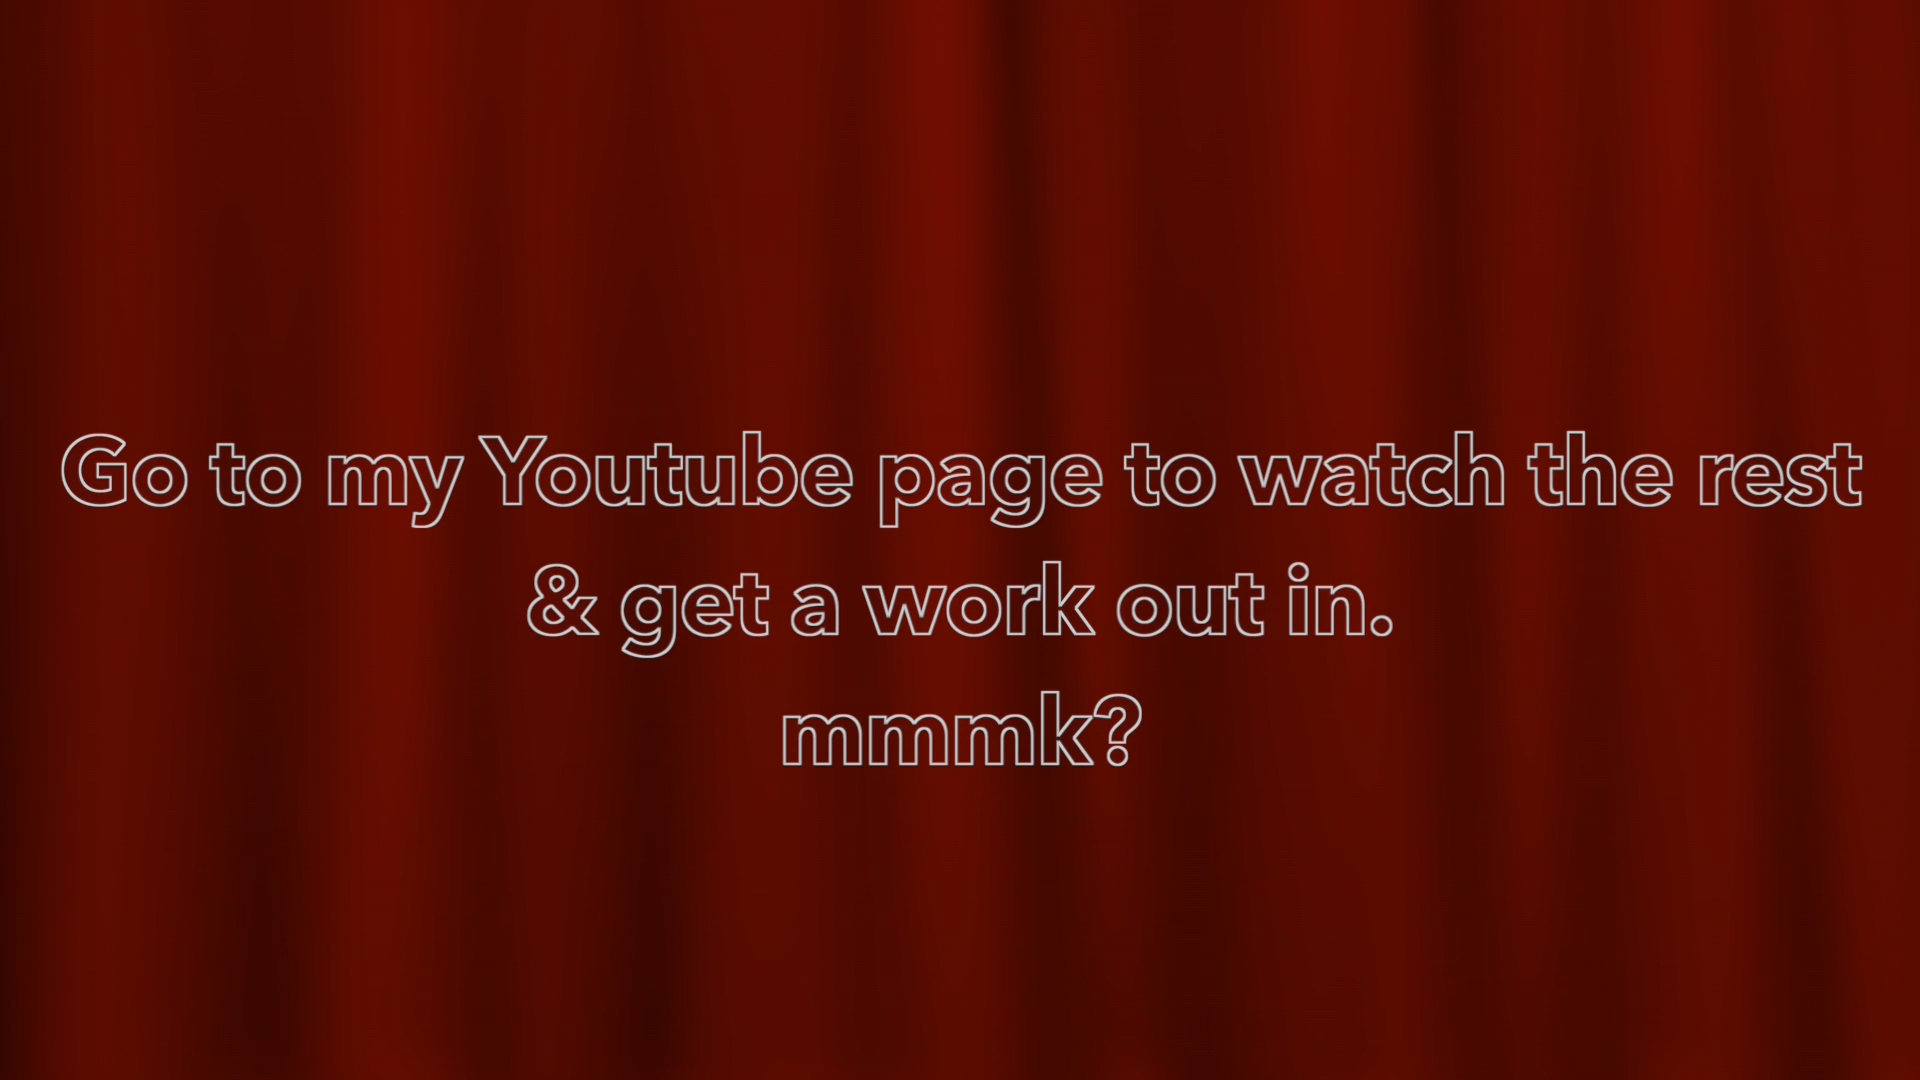 Go to my Youtube page to watch the rest
& get a work out in.
mmmk?